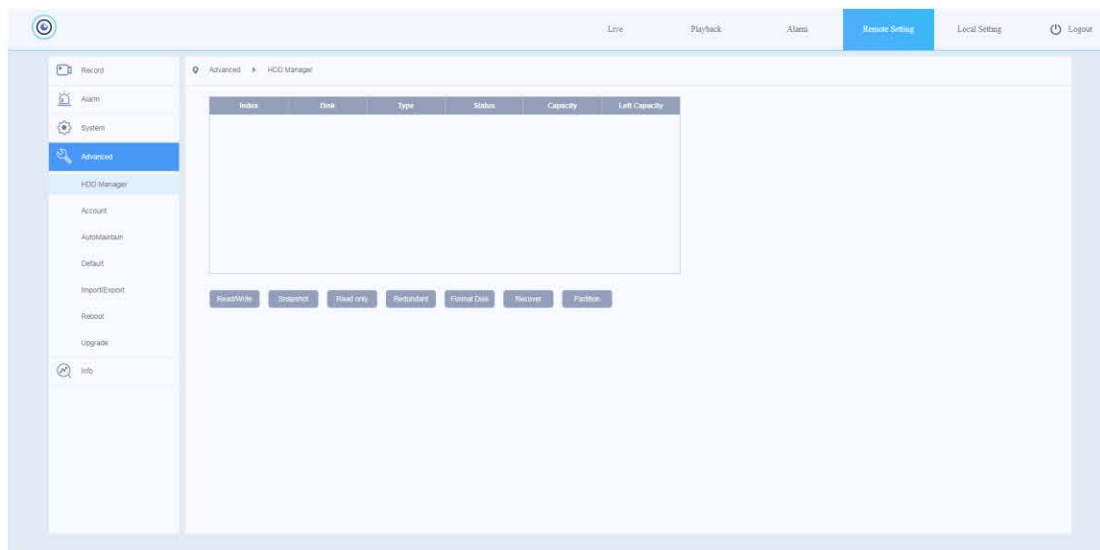 Live Playback Alarm Remote Setting Local Setting Logout
Record
Advanced HDD Manager
Alarm
Index Disk Type Status Capacity Left Capacity
System
Advanced
HDD Manager
Account
AutoMaintain
Default
Import/Export
Read/Write Snapshot Read only Redundant Format Disk Recover Partition
Reboot
Upgrade
Info